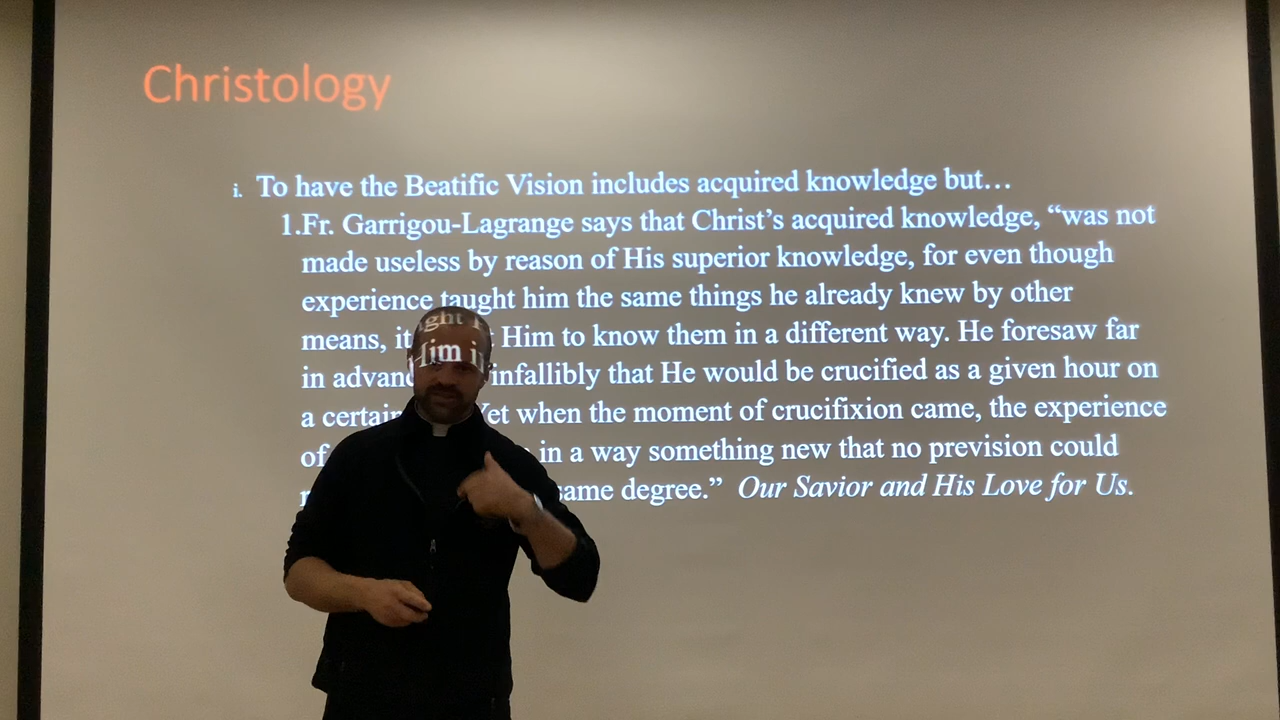 Christology
i. To have the Beatific Vision includes acquired knowledge but…
1.Fr. Garrigou-Lagrange says that Christ’s acquired knowledge, “was not
made useless by reason of His superior knowledge, for even though
experience taught him the same things he already knew by other
means, it Him to know them in a different way. He foresaw far
in infallibly that He would be crucified as a given hour on
a Yet when the moment of crucifixion came, the experience
of in a way something new that no prevision could
same degree.” Our Savior and His Love for Us.